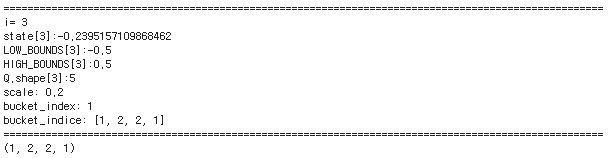 ====================================================================================================
i= 3
state[3]:-0.2395157109868462
LOW_BOUNDS[3]:-0.5
HIGH_BOUNDS[3]:0.5
Q.shape[3]:5
scale: 0.2
bucket_index: 1
bucket_indice: [1, 2, 2, 1]
====================================================================================================
(1, 2, 2, 1)